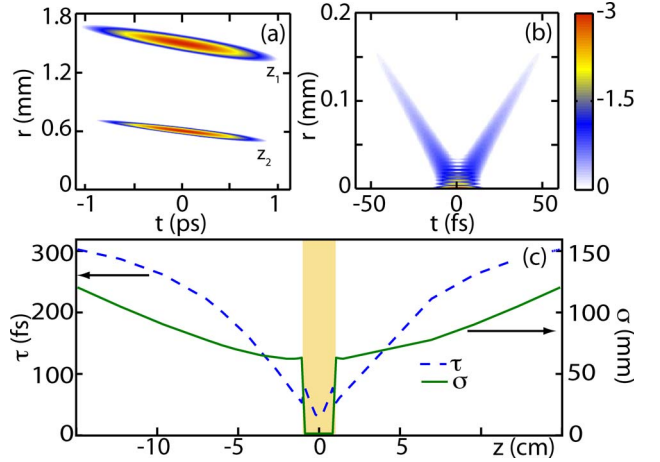 1.8
(a)
1.2
0.6
0
r (mm)
z1
z2
-1
0
1
t (ps)
0.2
(b)
0.1
0
r (mm)
-50
0
50
t (fs)
-3
-1.5
0
300
200
100
0
τ (fs)
(c)
τ
σ
150
100
50
0
σ (mm)
-10
-5
0
5
z (cm)